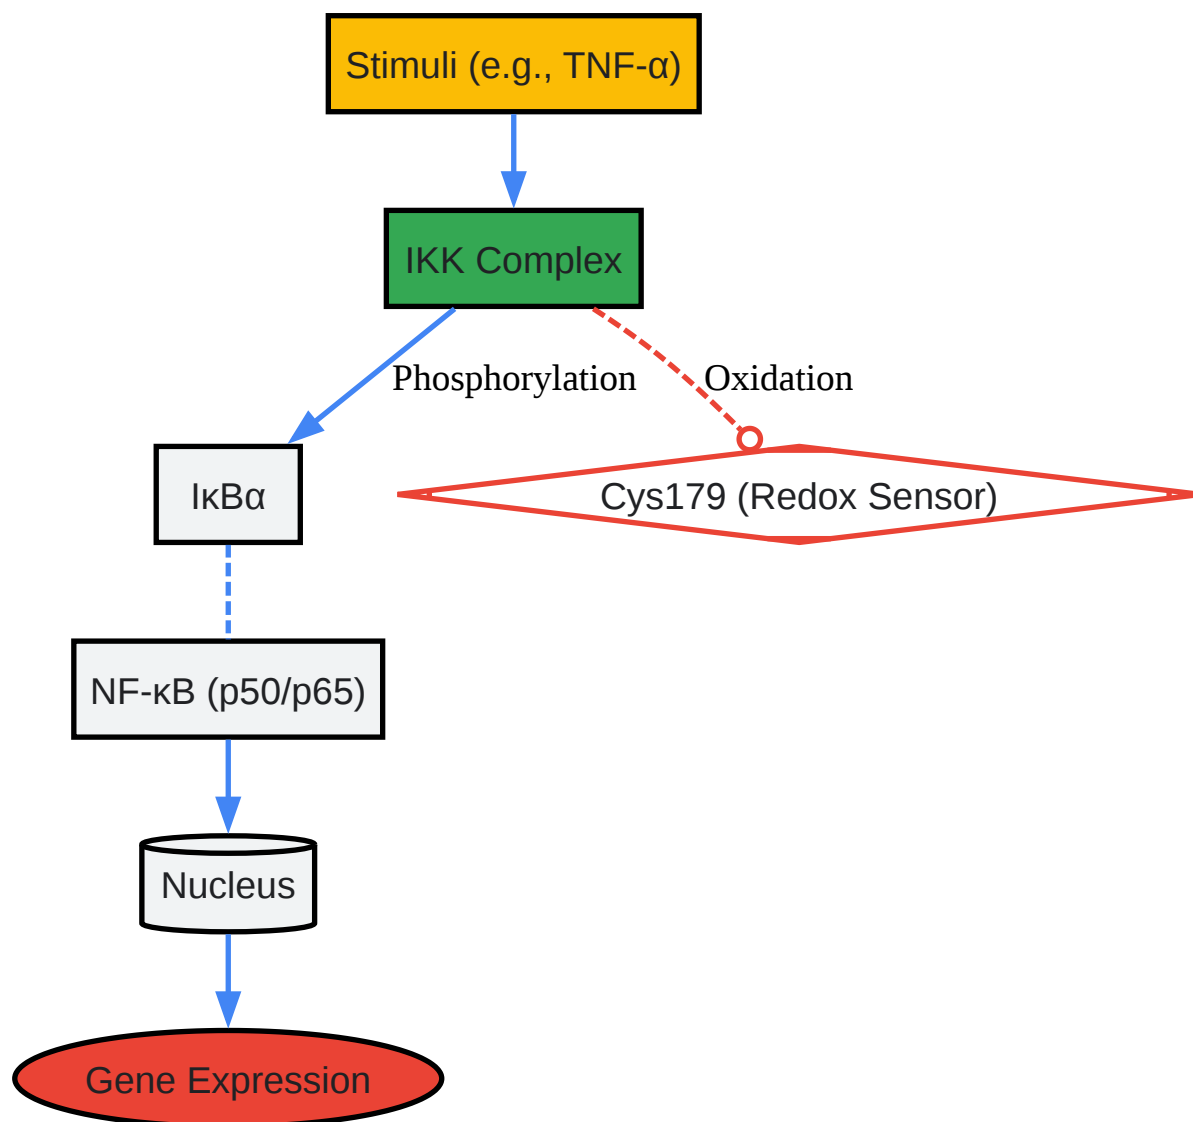 Stimuli (e.g., TNF-α)
IKK Complex
Phosphorylation
Oxidation
IκBα
Cys179 (Redox Sensor)
NF-κB (p50/p65)
Nucleus
Gene Expression